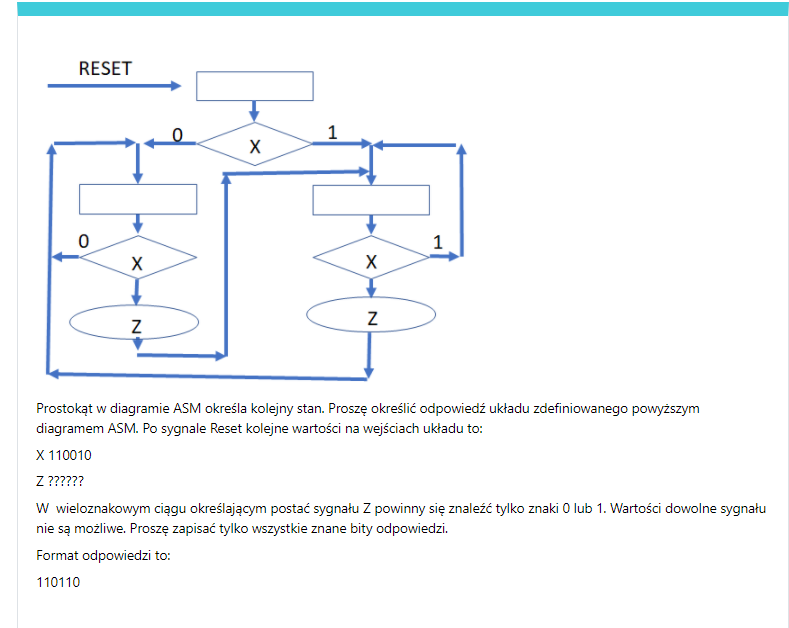 RESET
0
X
1
0
X
X
1
Z
Z
Prostokąt w diagramie ASM określa kolejny stan. Proszę określić odpowiedź układu zdefiniowanego powyższym
diagramem ASM. Po sygnale Reset kolejne wartości na wejściach układu to:
X 110010
Z ??????
W  wieloznakowym ciągu określającym postać sygnału Z powinny się znaleźć tylko znaki 0 lub 1. Wartości dowolne sygnału
nie są możliwe. Proszę zapisać tylko wszystkie znane bity odpowiedzi.
Format odpowiedzi to:
110110